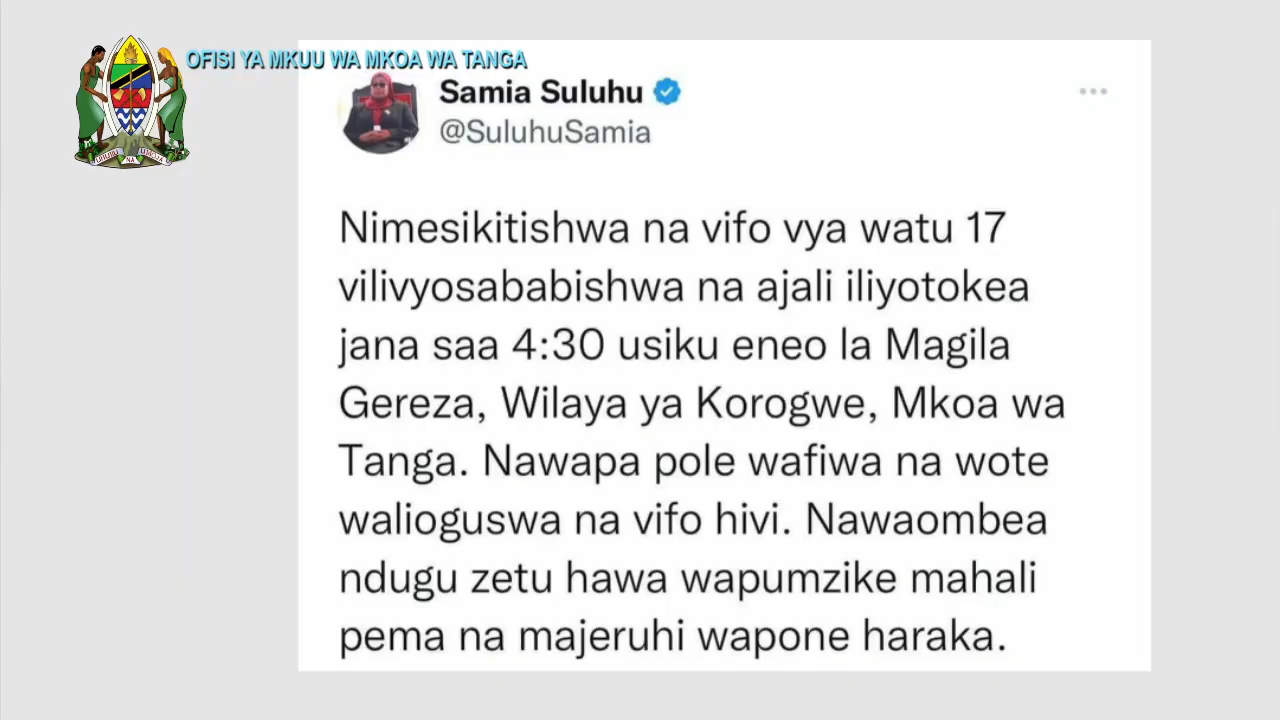 OFISI YA MKUU WA MKOA WA TANGA
Samia Suluhu
@SuluhuSamia
Nimesikitishwa na vifo vya watu 17
vilivyosababishwa na ajali iliyotokea
jana saa 4:30 usiku eneo la Magila
Gereza, Wilaya ya Korogwe, Mkoa wa
Tanga. Nawapa pole wafiwa na wote
walioguswa na vifo hivi. Nawaombea
ndugu zetu hawa wapumzike mahali
pema na majeruhi wapone haraka.